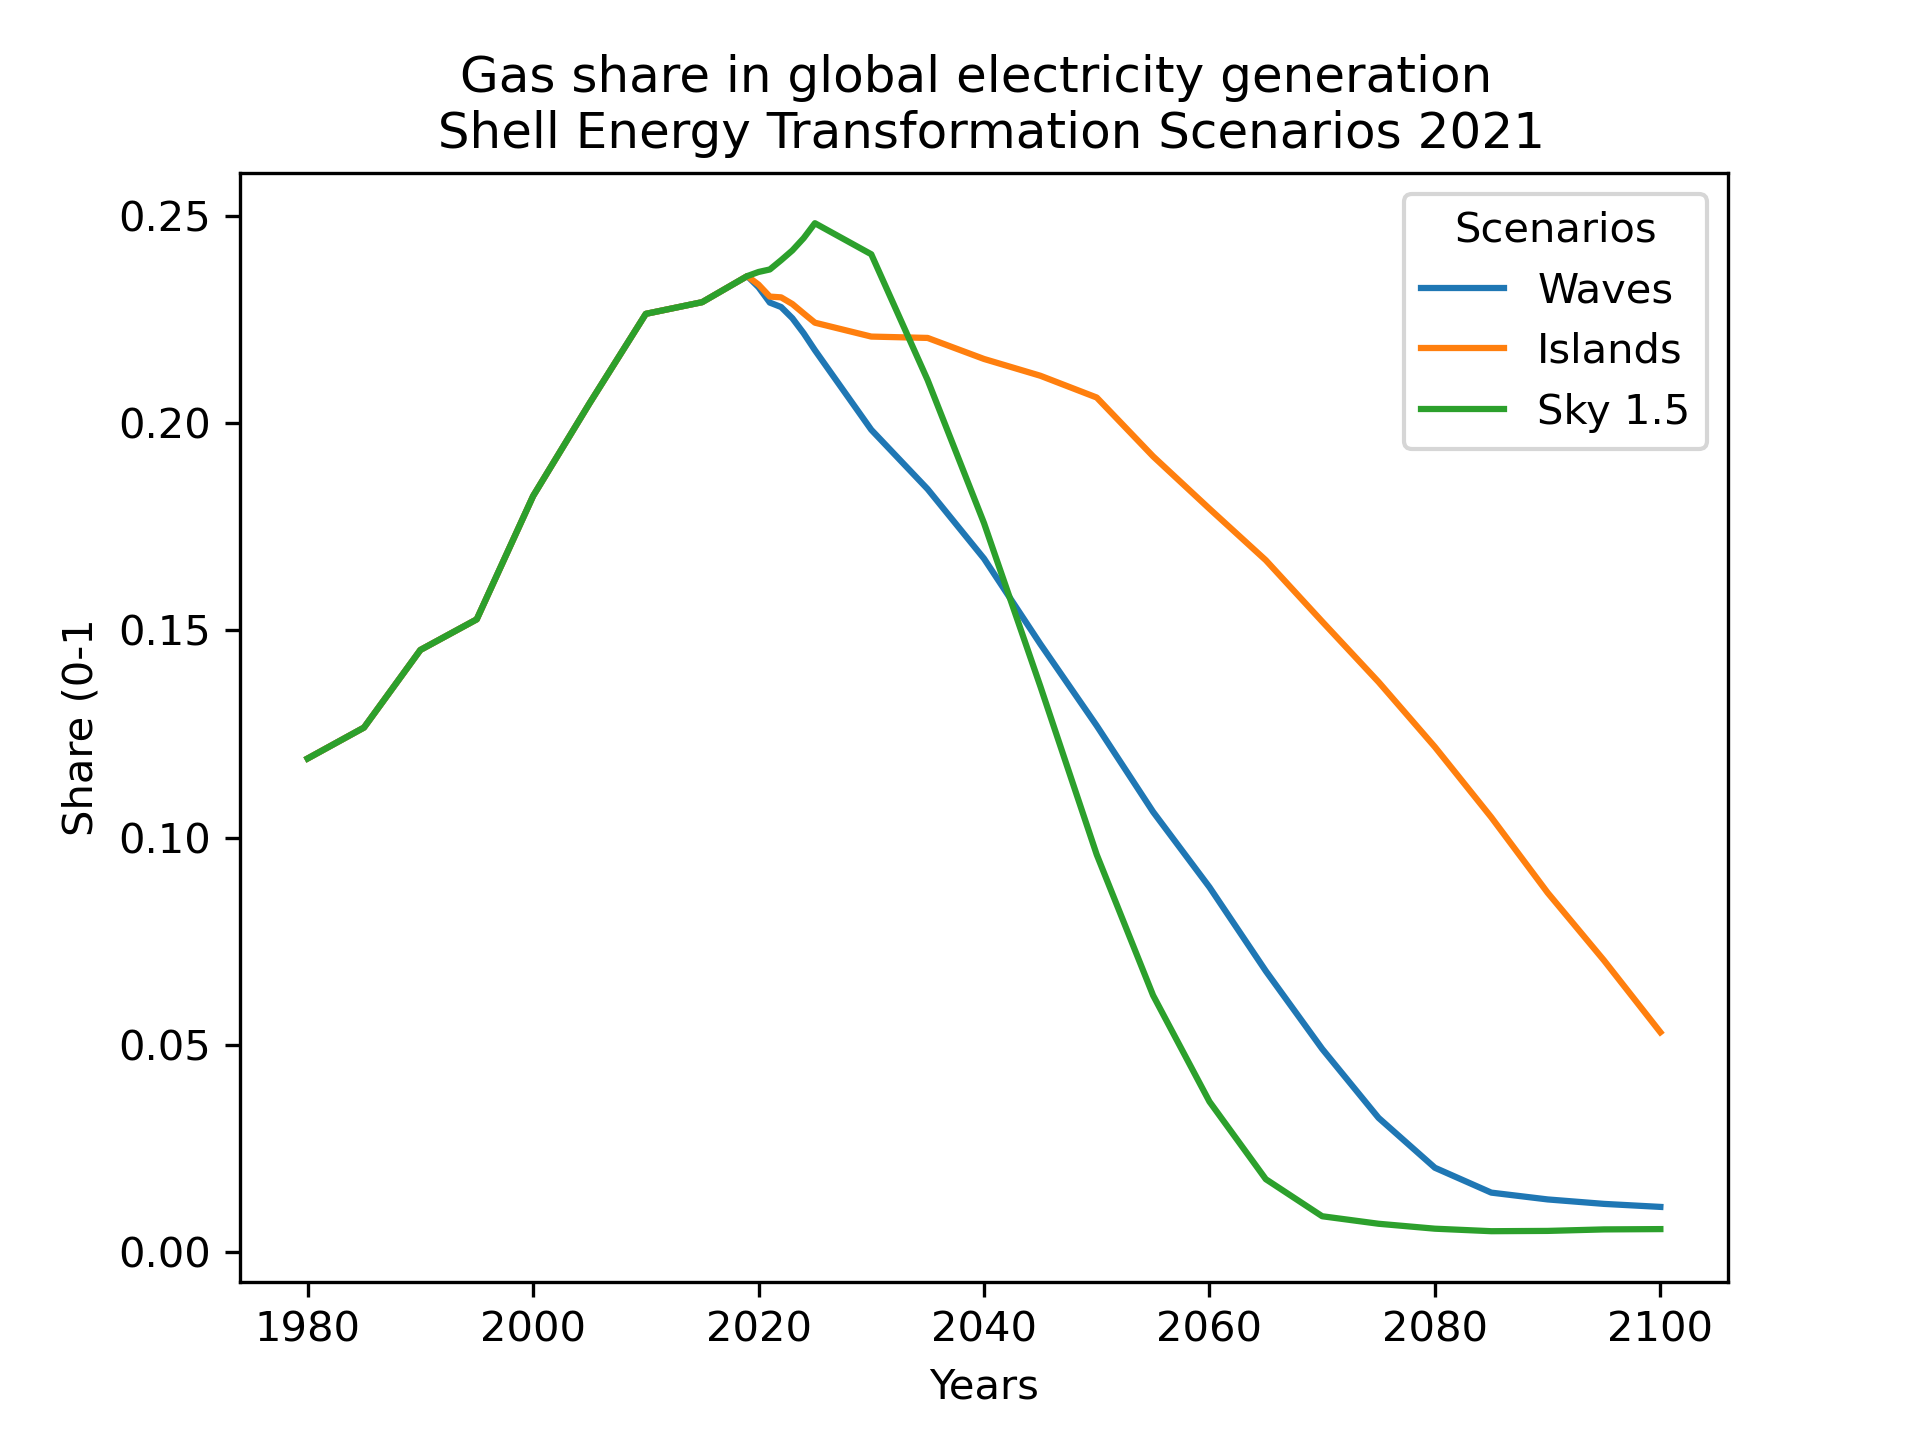 Gas share in global electricity generation
Shell Energy Transformation Scenarios 2021
Scenarios
Waves
Islands
Sky 1.5
Share (0-1
0.25
0.20
0.15
0.10
0.05
0.00
1980 2000 2020 2040 2060 2080 2100
Years